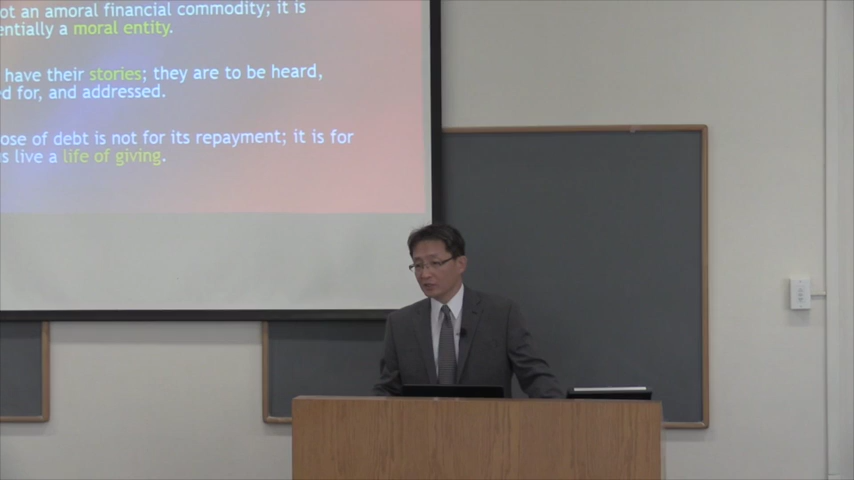 ot an amoral financial commodity; it is
entially a moral entity.
have their stories; they are to be heard,
ed for, and addressed.
ose of debt is not for its repayment; it is for
s live a life of giving.